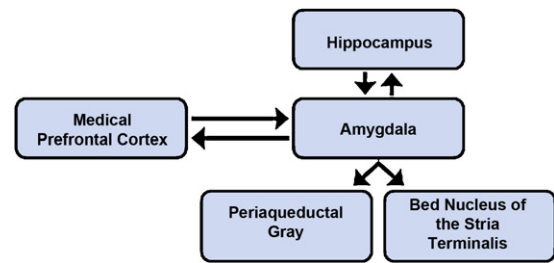 Hippocampus
Medical
Prefrontal Cortex
Amygdala
Periaqueductal
Gray
Bed Nucleus of
the Stria
Terminalis